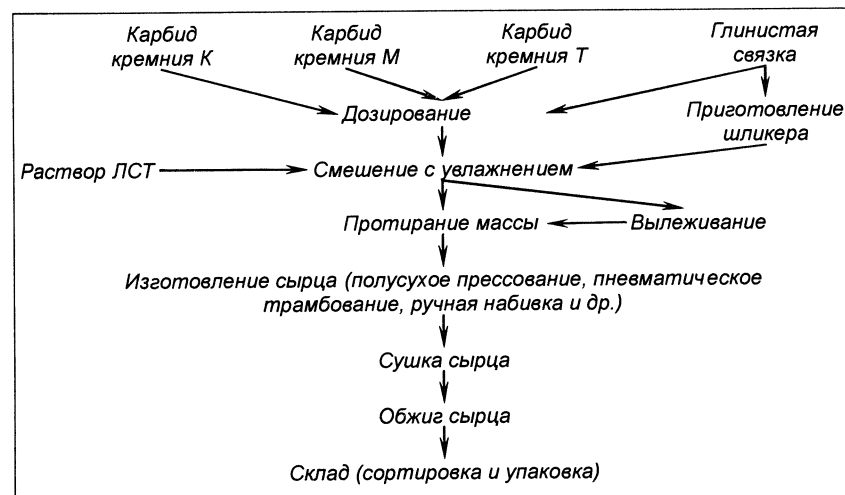 Карбид
кремния К
Карбид
кремния М
Карбид
кремния Т
Глинистая
связка
Дозирование
Приготовление
шликера
Раствор ЛСТ
Смешение с увлажнением
Протирание массы
Вылеживание
Изготовление сырца (полусухое прессование, пневматическое
трамбование, ручная набивка и др.)
Сушка сырца
Обжиг сырца
Склад (сортировка и упаковка)